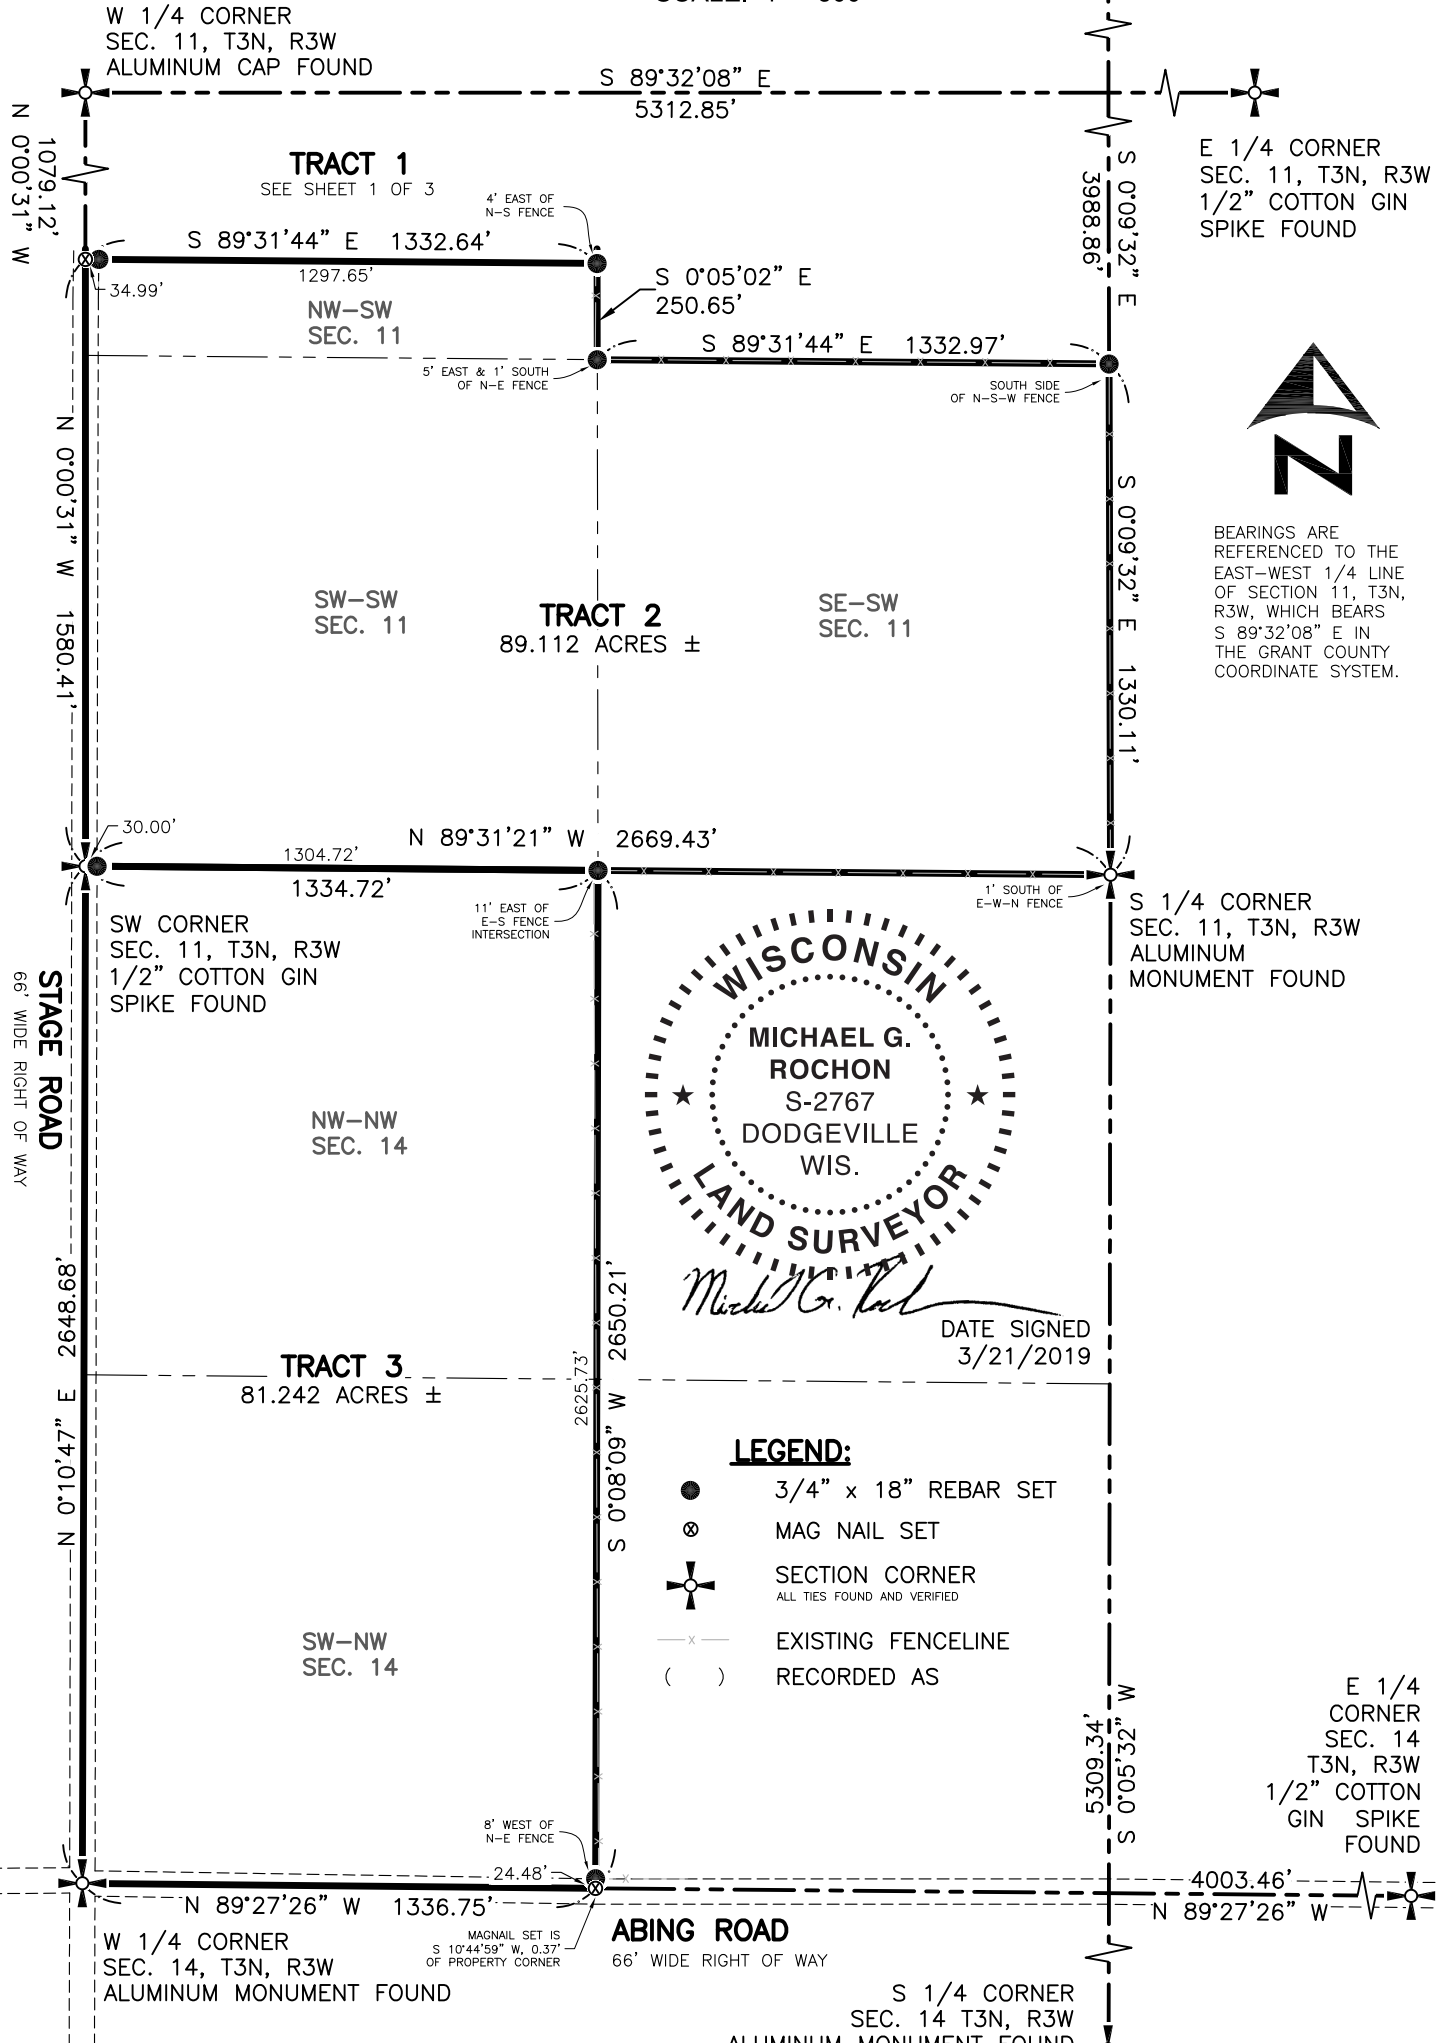 W 1/4 CORNER
SEC. 11, T3N, R3W
ALUMINUM CAP FOUND
S 89°32'08" E
5312.85'
E 1/4 CORNER
SEC. 11, T3N, R3W
1/2" COTTON GIN
SPIKE FOUND
1079.12'
N 0°00'31" W
TRACT 1
SEE SHEET 1 OF 3
4' EAST OF
N-S FENCE
S 0°09'32" E
3988.86'
S 89°31'44" E 1332.64'
1297.65'
34.99'
S 0°05'02" E
250.65'
NW-SW
SEC. 11
S 89°31'44" E 1332.97'
5' EAST & 1' SOUTH
OF N-E FENCE
SOUTH SIDE
OF N-S-W FENCE
N
BEARINGS ARE
REFERENCED TO THE
EAST-WEST 1/4 LINE
OF SECTION 11, T3N,
R3W, WHICH BEARS
S 89°32'08" E IN
THE GRANT COUNTY
COORDINATE SYSTEM.
N 0°00'31" W 1580.41'
S 0°09'32" E 1330.11'
SW-SW
SEC. 11
TRACT 2
89.112 ACRES ±
SE-SW
SEC. 11
30.00'
N 89°31'21" W 2669.43'
1304.72'
1334.72'
11' EAST OF
E-S FENCE
INTERSECTION
1' SOUTH OF
E-W-N FENCE
SW CORNER
SEC. 11, T3N, R3W
1/2" COTTON GIN
SPIKE FOUND
S 1/4 CORNER
SEC. 11, T3N, R3W
ALUMINUM
MONUMENT FOUND
STAGE ROAD
66' WIDE RIGHT OF WAY
WISCONSIN
MICHAEL G.
ROCHON
S-2767
DODGEVILLE
WIS.
LAND SURVEYOR
NW-NW
SEC. 14
DATE SIGNED
3/21/2019
N 0°10'47" E 2648.68'
S 0°08'09" W 2650.21'
2625.73'
TRACT 3
81.242 ACRES ±
LEGEND:
3/4" x 18" REBAR SET
MAG NAIL SET
SECTION CORNER
ALL TIES FOUND AND VERIFIED
x EXISTING FENCELINE
( ) RECORDED AS
SW-NW
SEC. 14
S 0°05'32" W
5309.34'
E 1/4
CORNER
SEC. 14
T3N, R3W
1/2" COTTON
GIN SPIKE
FOUND
8' WEST OF
N-E FENCE
24.48'
N 89°27'26" W 1336.75'
4003.46'
N 89°27'26" W
MAGNAIL SET IS
S 10°44'59" W, 0.37'
OF PROPERTY CORNER
ABING ROAD
66' WIDE RIGHT OF WAY
W 1/4 CORNER
SEC. 14, T3N, R3W
ALUMINUM MONUMENT FOUND
S 1/4 CORNER
SEC. 14 T3N, R3W
ALUMINUM MONUMENT FOUND